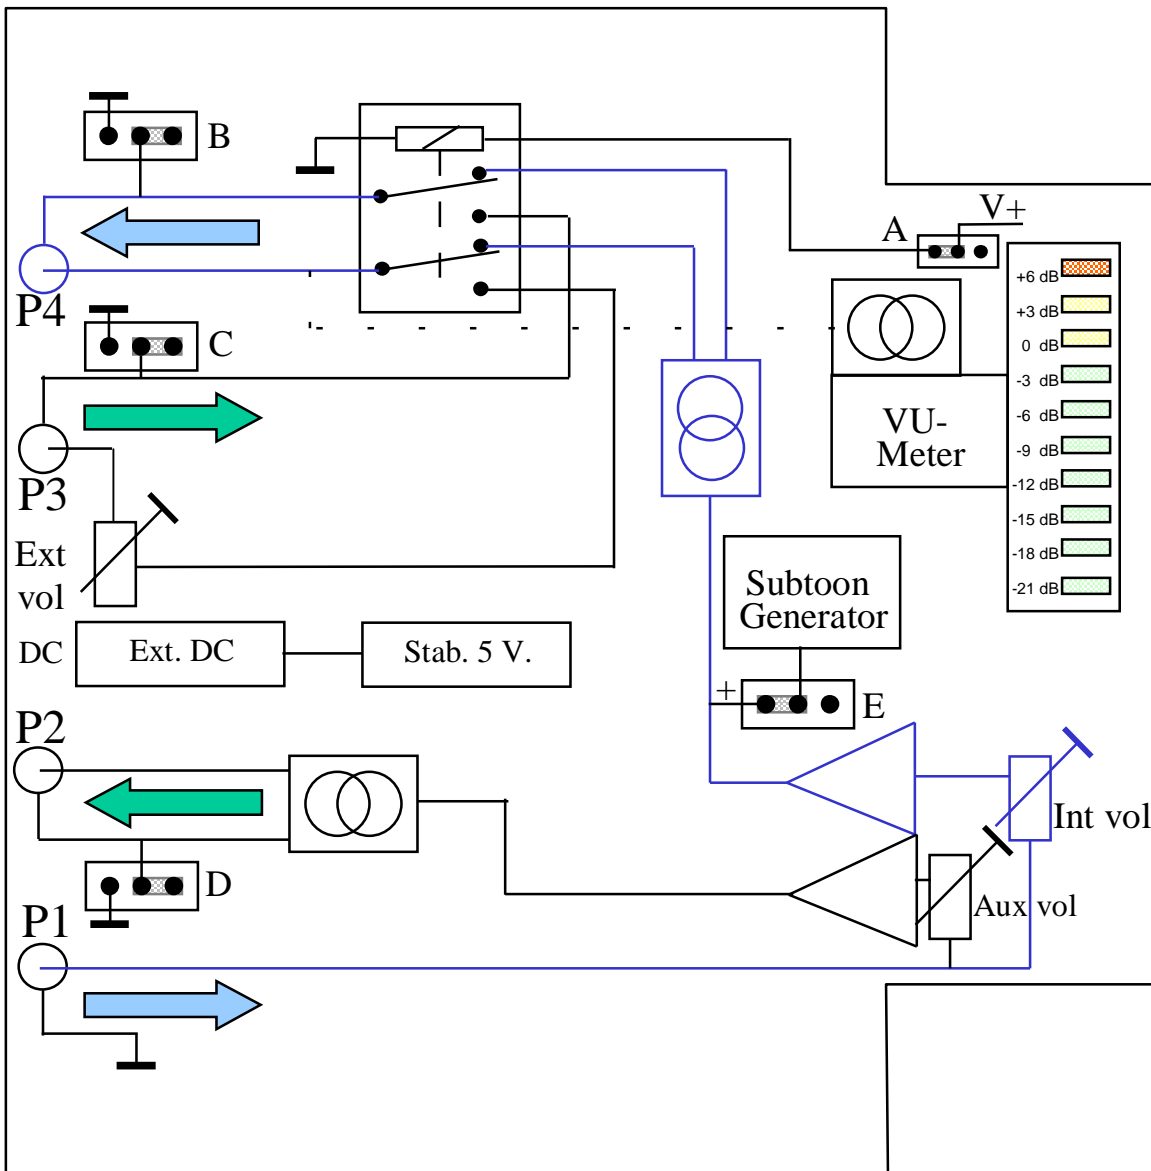 B
V+
A
+6 dB
P4
+3 dB
C
0 dB
-3 dB
VU-
Meter
-6 dB
-9 dB
P3
-12 dB
-15 dB
Ext
vol
-18 dB
Subtoon
Generator
-21 dB
DC
Ext. DC
Stab. 5 V.
+
E
P2
Int vol
D
Aux vol
P1